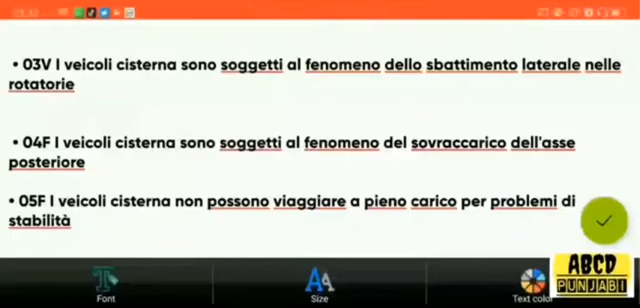 • 03V I veicoli cisterna sono soggetti al fenomeno dello sbattimento laterale nelle
rotatorie
• 04F I veicoli cisterna sono soggetti al fenomeno del sovraccarico dell'asse
posteriore
• 05F I veicoli cisterna non possono viaggiare a pieno carico per problemi di
stabilità
Font
Size
Text color
ABCD
PUNJABI